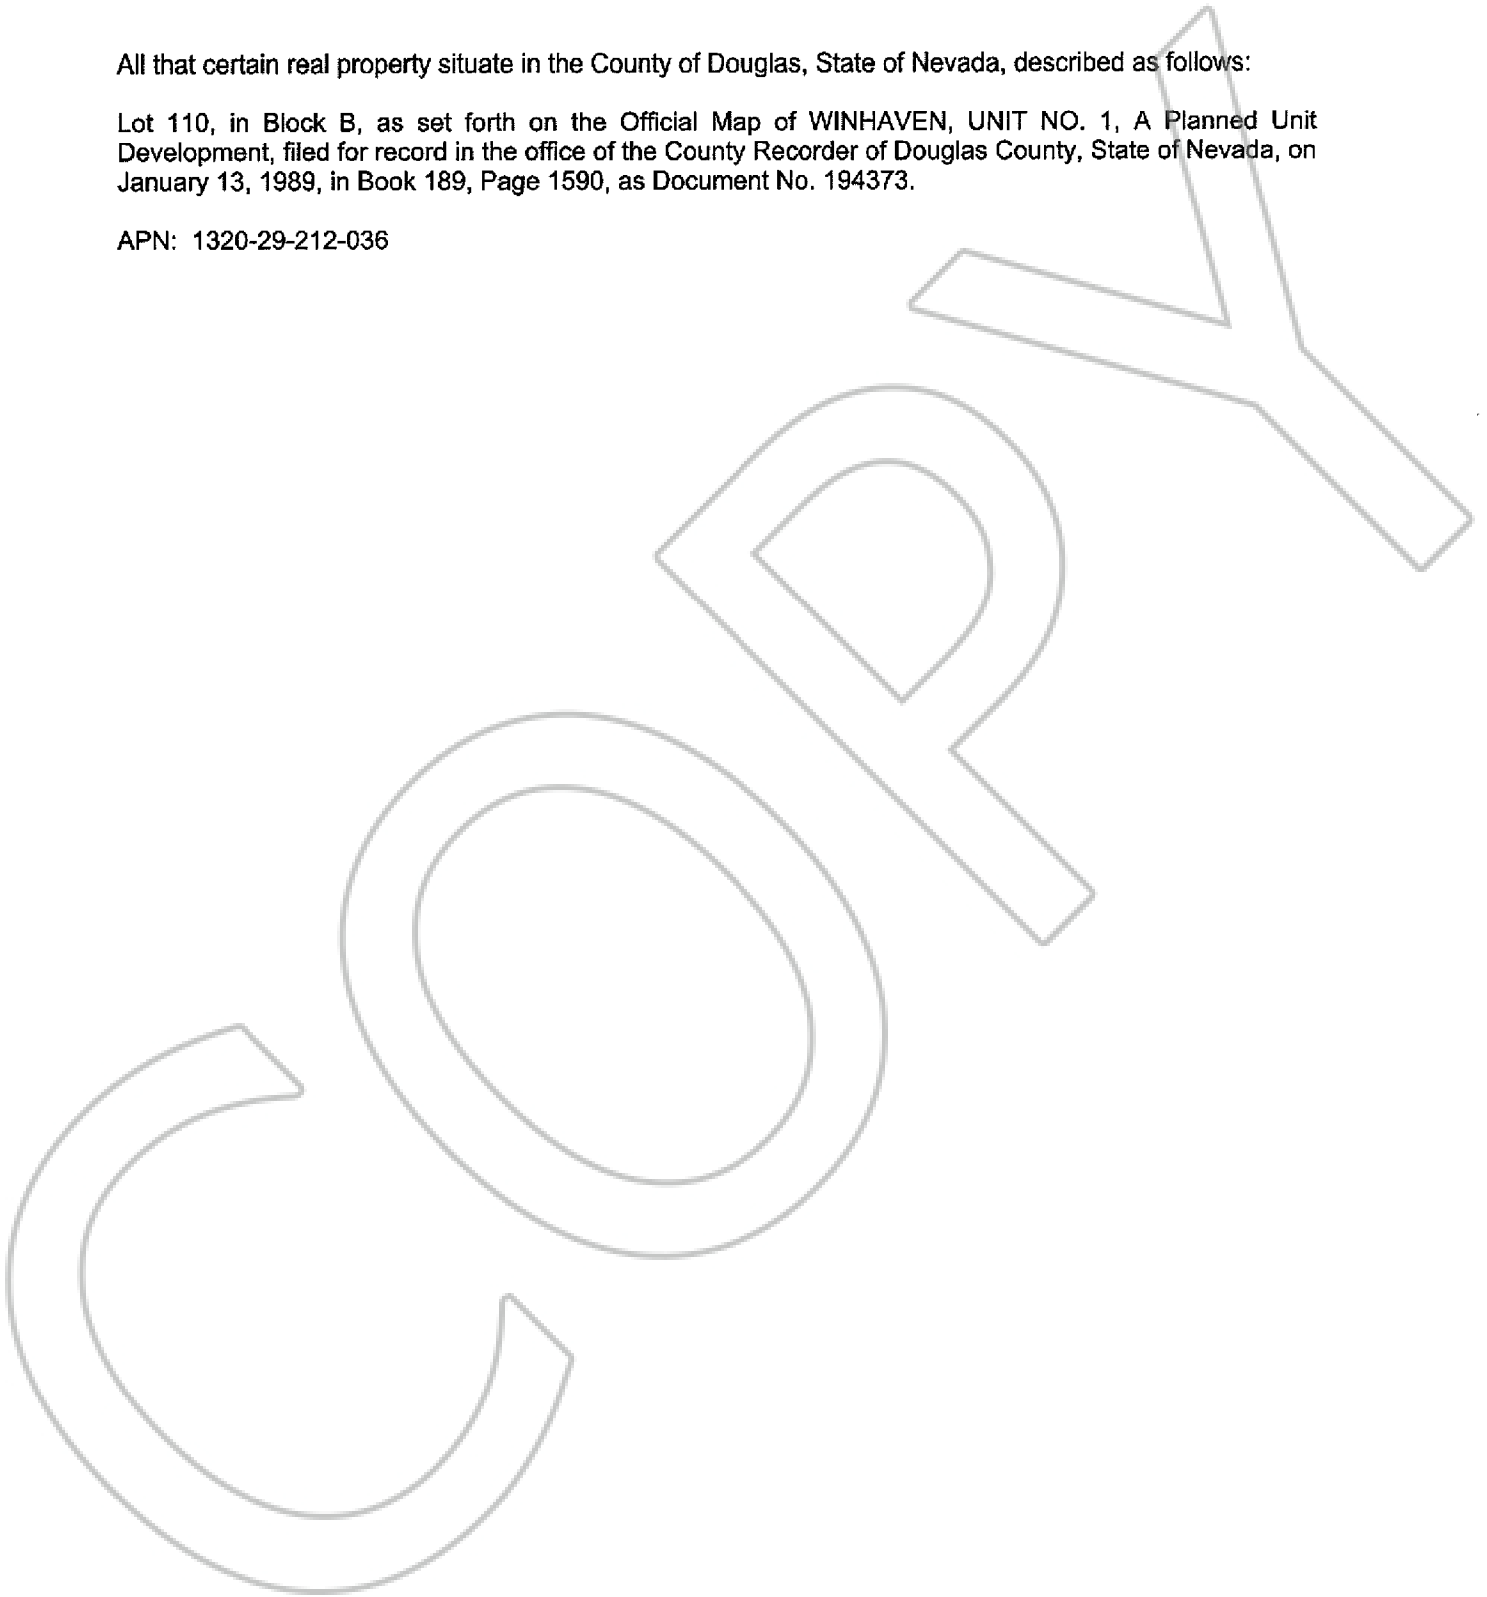 All that certain real property situate in the County of Douglas, State of Nevada, described as follows:
Lot 110, in Block B, as set forth on the Official Map of WINHAVEN, UNIT NO. 1, A Planned Unit
Development, filed for record in the office of the County Recorder of Douglas County, State of Nevada, on
January 13, 1989, in Book 189, Page 1590, as Document No. 194373.
APN: 1320-29-212-036
COPY